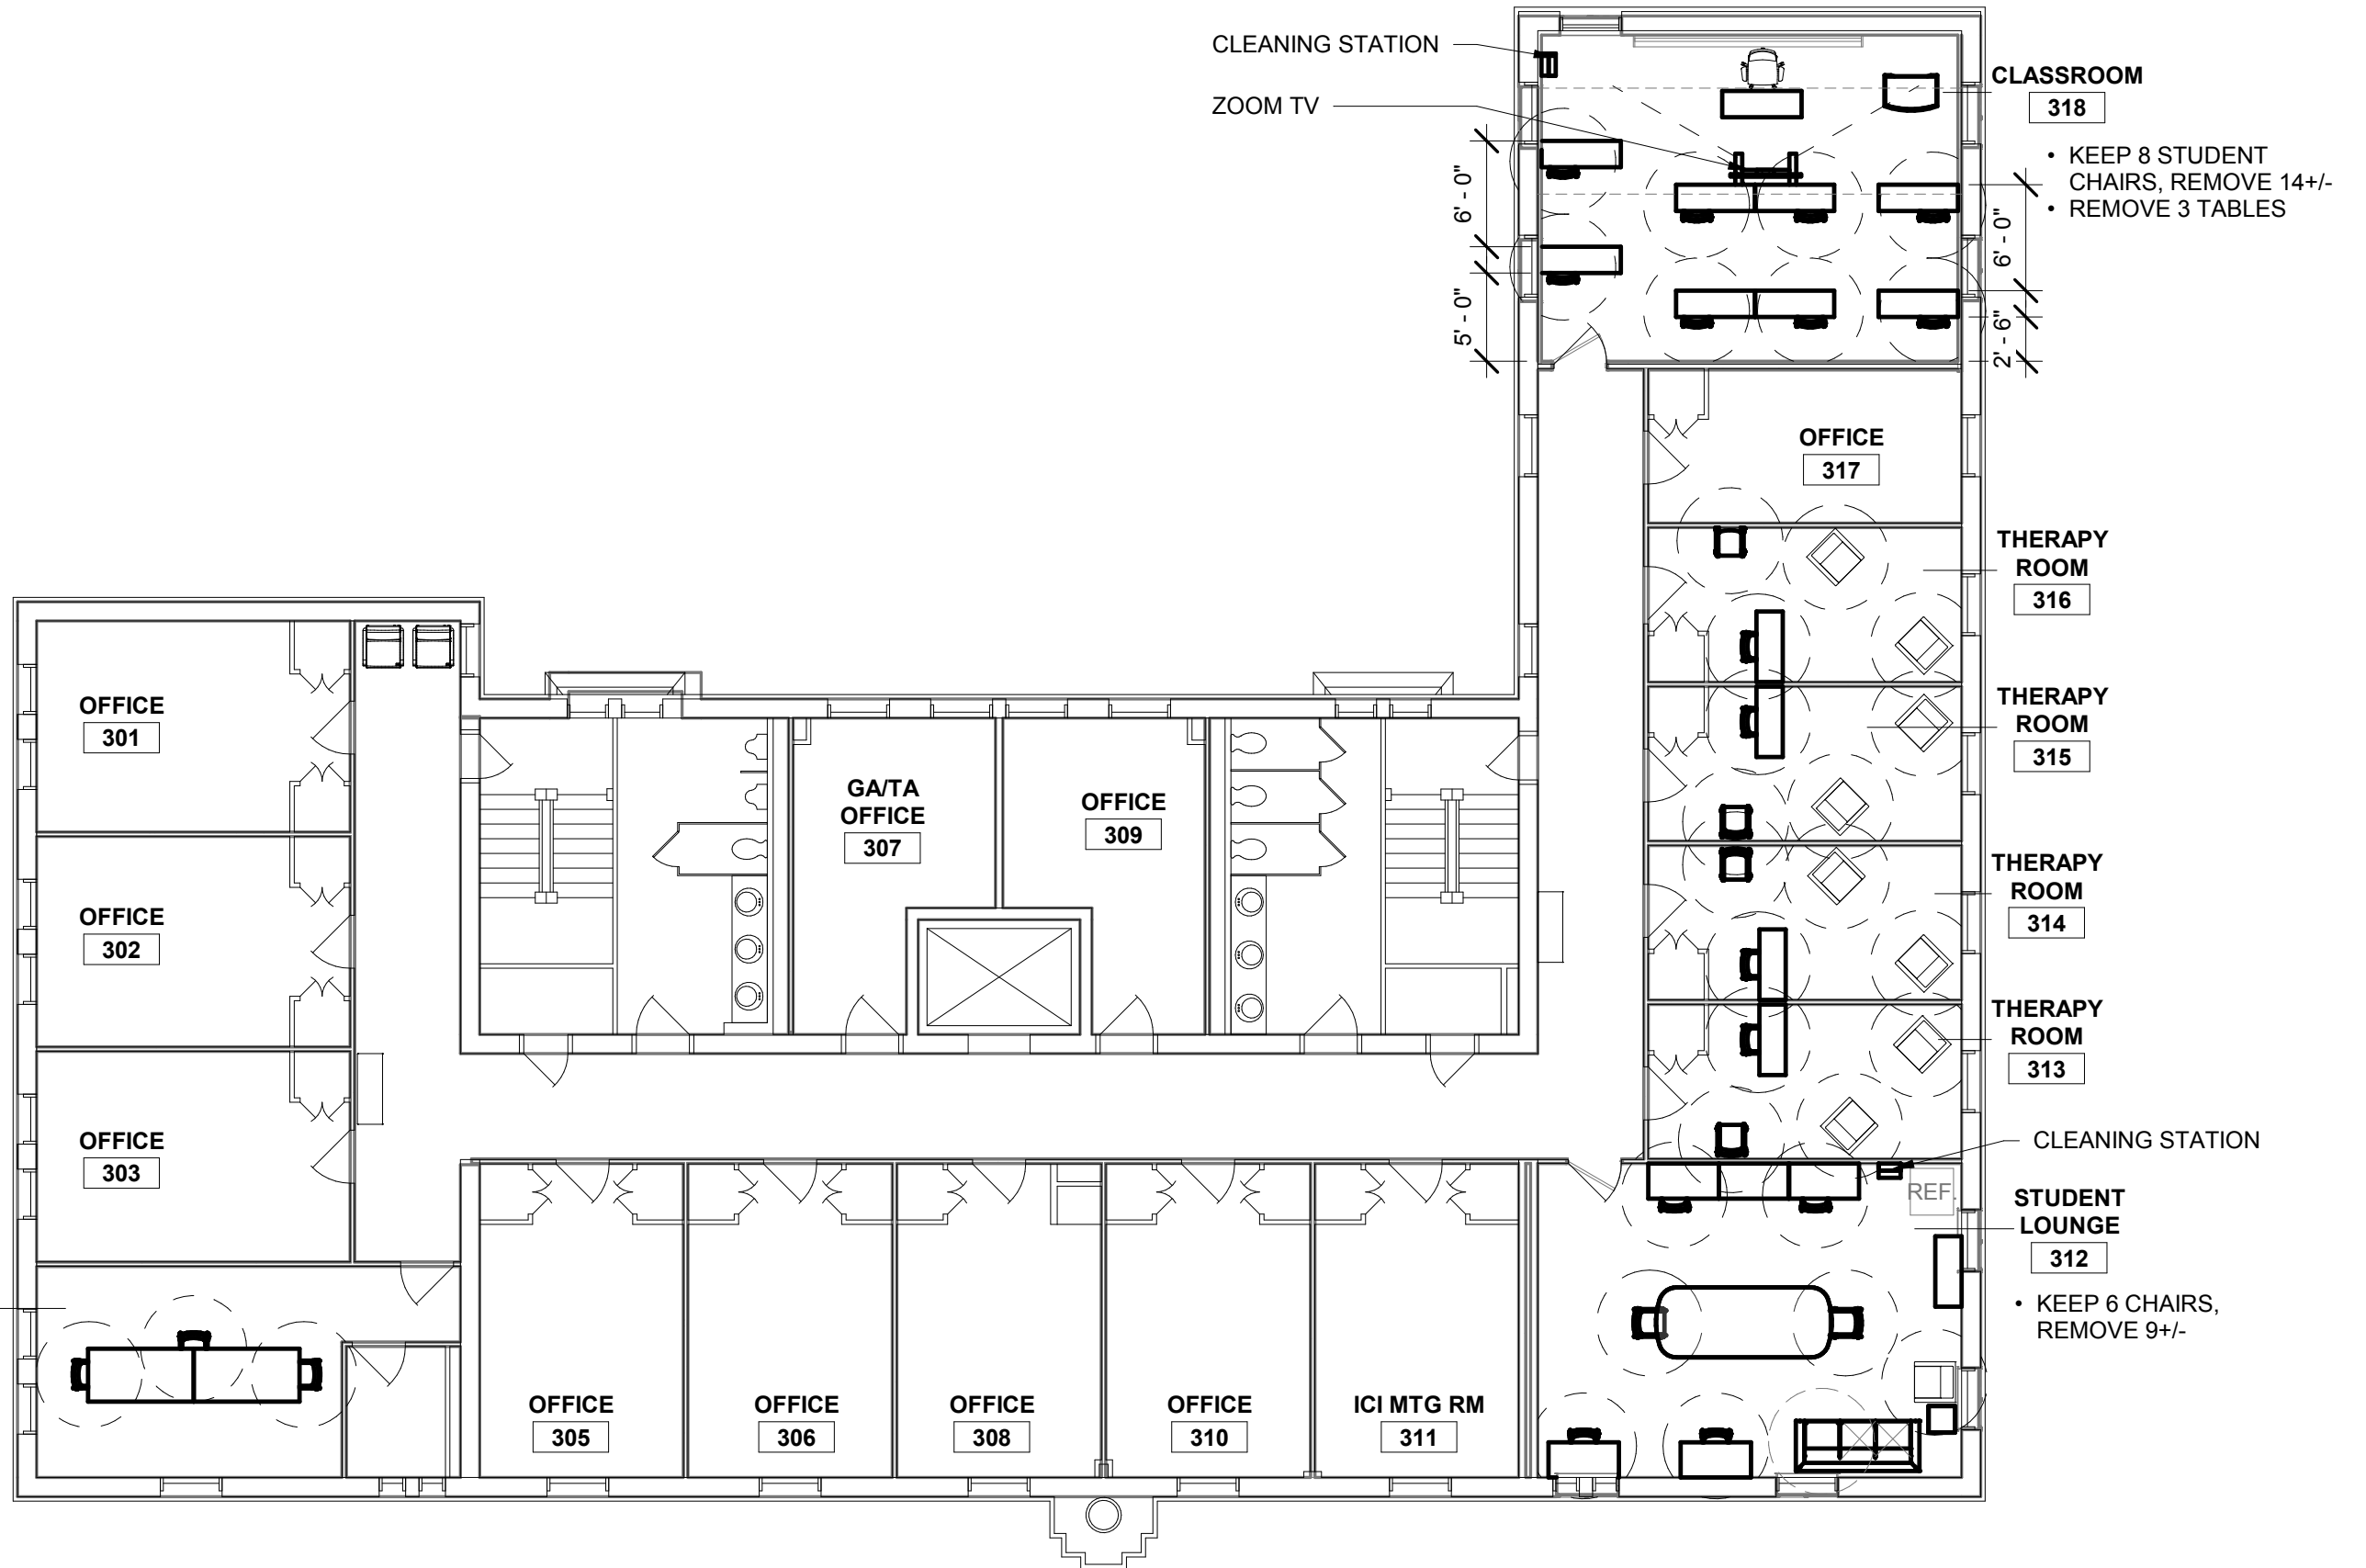 CLEANING STATION
ZOOM TV
CLASSROOM
318
• KEEP 8 STUDENT
CHAIRS, REMOVE 14+/-
• REMOVE 3 TABLES
6' - 0"
5' - 0"
6' - 0"
2' - 6"
OFFICE
317
THERAPY
ROOM
316
THERAPY
ROOM
315
THERAPY
ROOM
314
THERAPY
ROOM
313
CLEANING STATION
REF.
STUDENT
LOUNGE
312
• KEEP 6 CHAIRS,
REMOVE 9+/-
OFFICE
301
OFFICE
302
OFFICE
303
GA/TA
OFFICE
307
OFFICE
309
OFFICE
305
OFFICE
306
OFFICE
308
OFFICE
310
ICI MTG RM
311